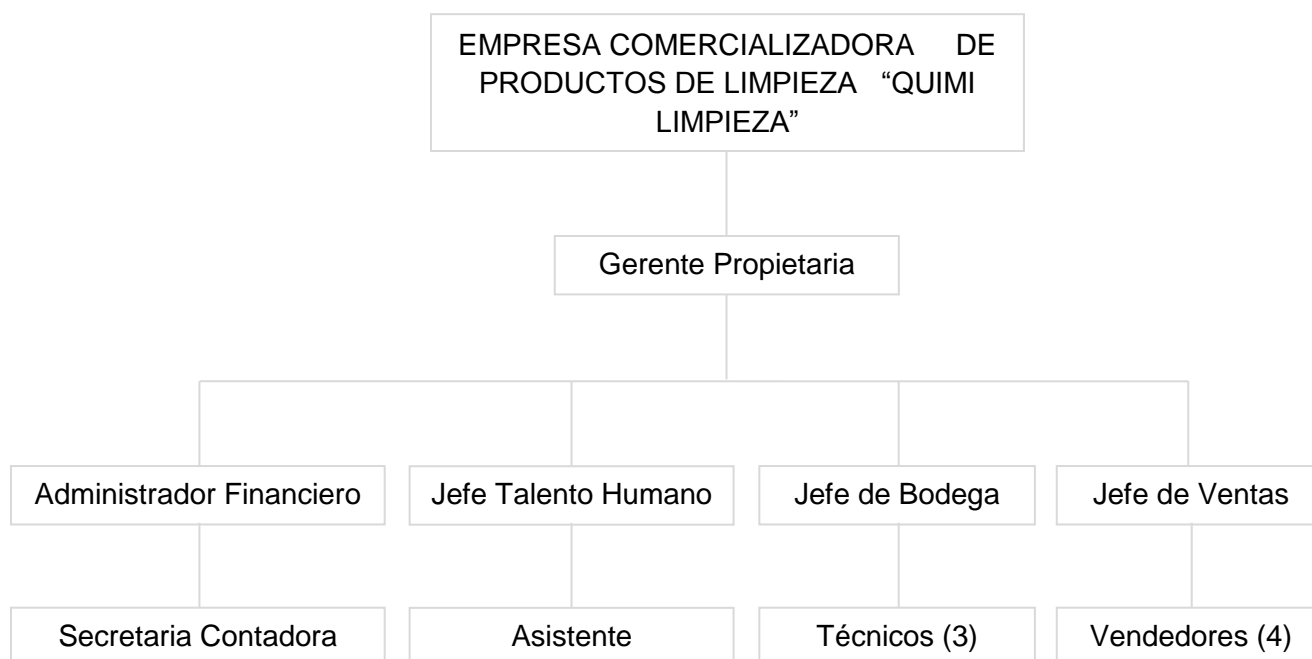 EMPRESA COMERCIALIZADORA DE
PRODUCTOS DE LIMPIEZA “QUIMI
LIMPIEZA”
Gerente Propietaria
Administrador Financiero
Jefe Talento Humano
Jefe de Bodega
Jefe de Ventas
Secretaria Contadora
Asistente
Técnicos (3)
Vendedores (4)